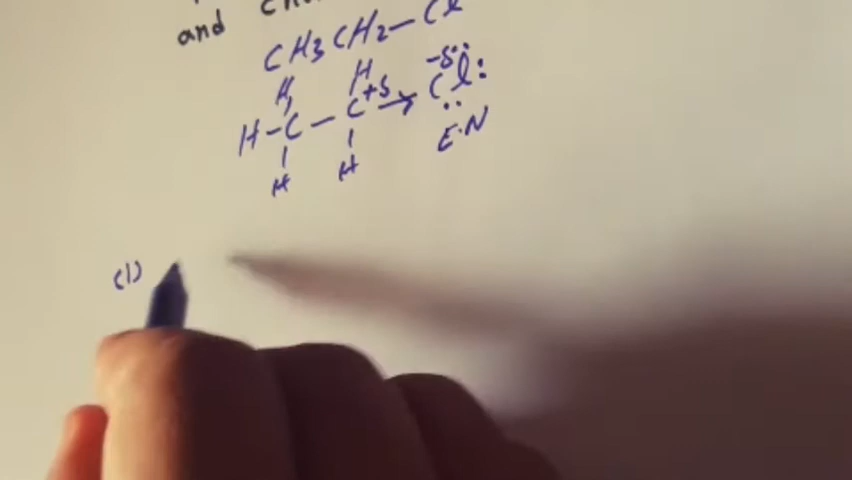 and
CH3CH2-Cl
H H -δ
H-C-C+δ→Cl
H H E.N
(1)